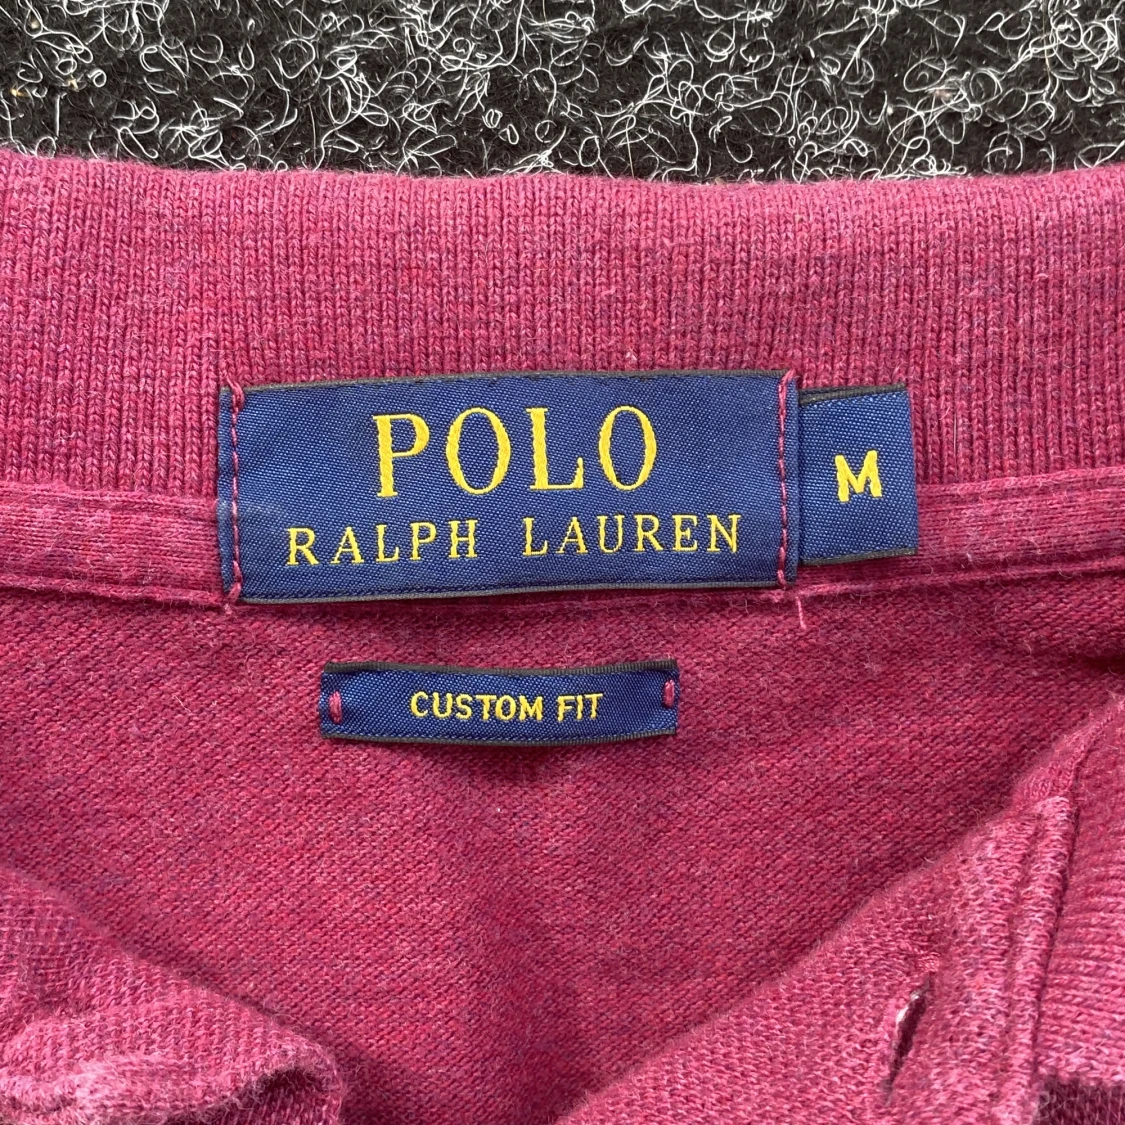 POLO
RALPH LAUREN
M
CUSTOM FIT